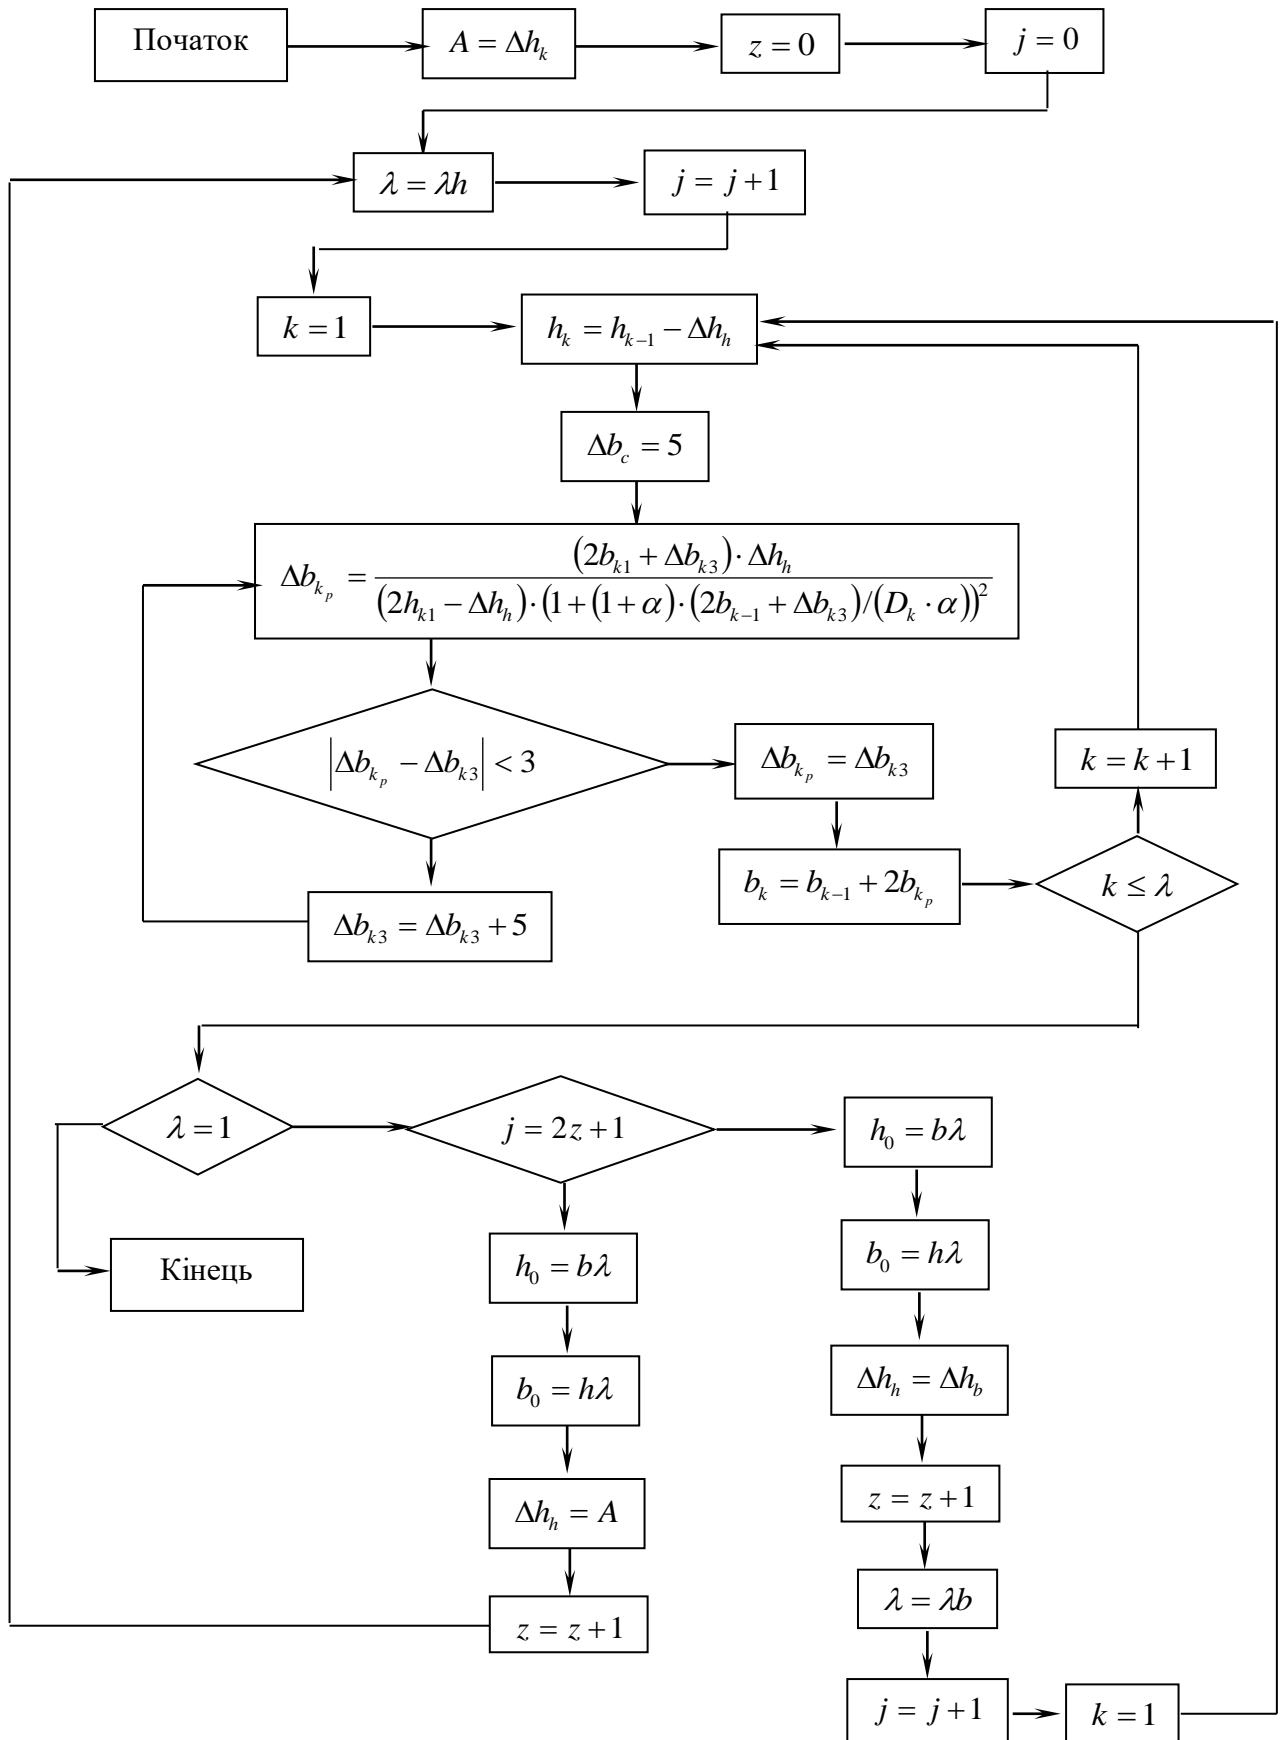 Початок
A = Δh_k
z = 0
j = 0
λ = λh
j = j + 1
k = 1
h_k = h_{k−1} − Δh_h
Δb_c = 5
Δb_{k_p} = (2b_{k1} + Δb_{k3}) · Δh_h / (2h_{k1} − Δh_h) · (1 + (1 + α) · (2b_{k−1} + Δb_{k3})/(D_k · α))²
|Δb_{k_p} − Δb_{k3}| < 3
Δb_{k_p} = Δb_{k3}
k = k + 1
b_k = b_{k−1} + 2b_{k_p}
k ≤ λ
Δb_{k3} = Δb_{k3} + 5
λ = 1
j = 2z + 1
h_0 = bλ
Кінець
h_0 = bλ
b_0 = hλ
b_0 = hλ
Δh_h = Δh_b
Δh_h = A
z = z + 1
z = z + 1
λ = λb
j = j + 1
k = 1